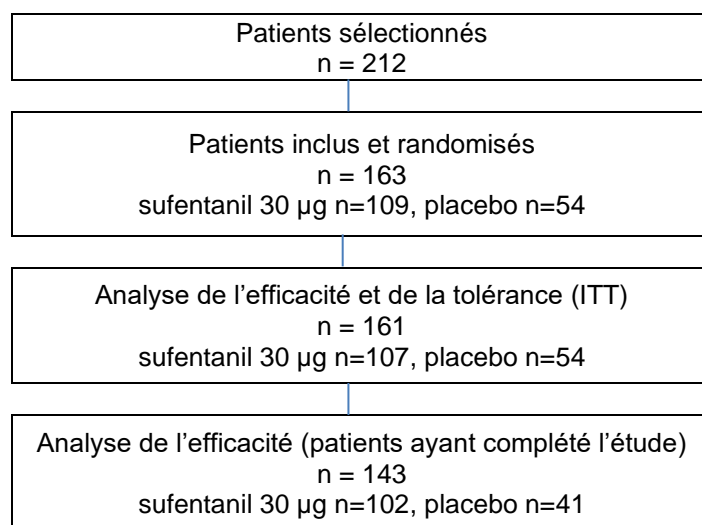 Patients sélectionnés
n = 212
Patients inclus et randomisés
n = 163
sufentanil 30 µg n=109, placebo n=54
Analyse de l’efficacité et de la tolérance (ITT)
n = 161
sufentanil 30 µg n=107, placebo n=54
Analyse de l’efficacité (patients ayant complété l’étude)
n = 143
sufentanil 30 µg n=102, placebo n=41